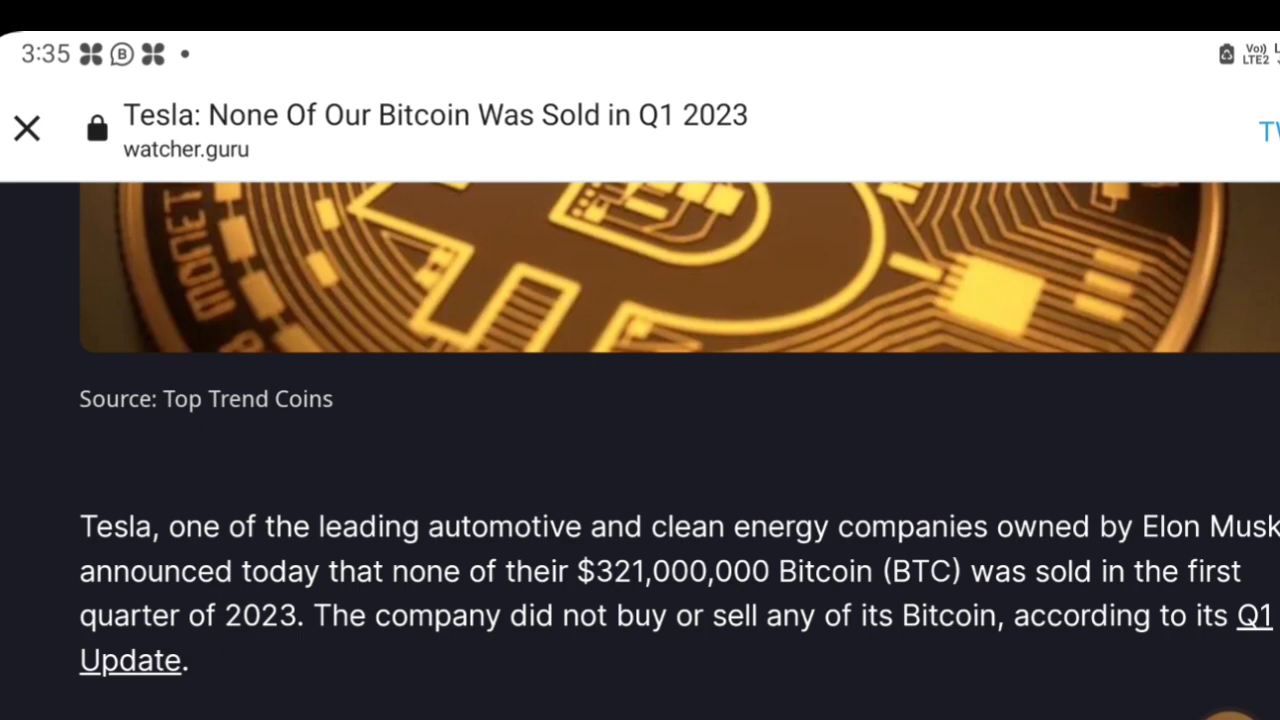 3:35
Vo))
LTE2
Tesla: None Of Our Bitcoin Was Sold in Q1 2023
watcher.guru
MONET
Source: Top Trend Coins
Tesla, one of the leading automotive and clean energy companies owned by Elon Musk
announced today that none of their $321,000,000 Bitcoin (BTC) was sold in the first
quarter of 2023. The company did not buy or sell any of its Bitcoin, according to its Q1
Update.